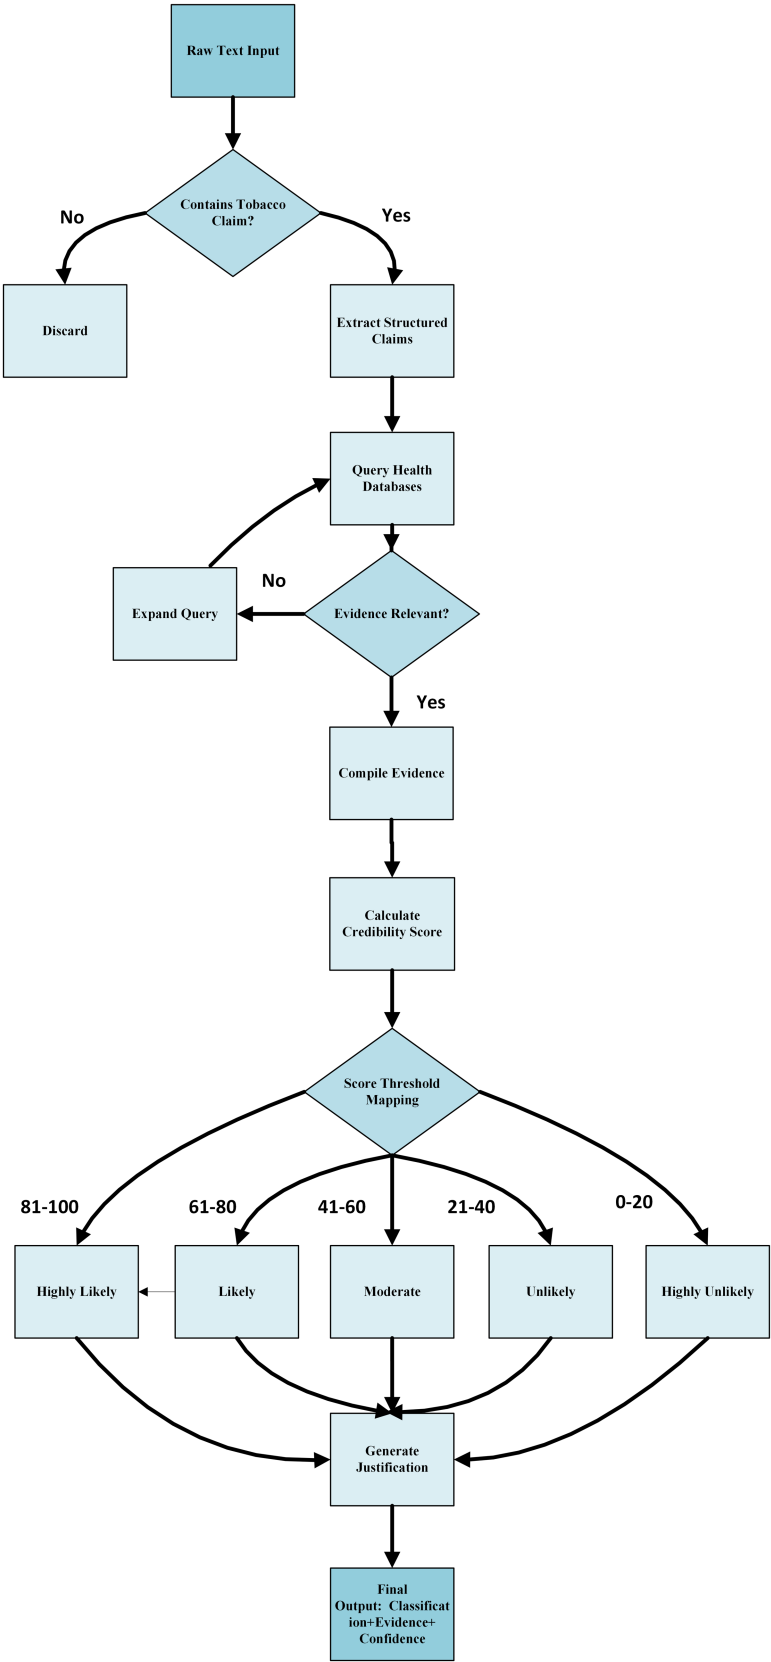 Raw Text Input
Contains Tobacco
Claim?
No
Yes
Discard
Extract Structured
Claims
Query Health
Databases
No
Expand Query
Evidence Relevant?
Yes
Compile Evidence
Calculate
Credibility Score
Score Threshold
Mapping
81-100
61-80
41-60
21-40
0-20
Highly Likely
Likely
Moderate
Unlikely
Highly Unlikely
Generate
Justification
Final
Output:  Classificat
ion+Evidence+
Confidence